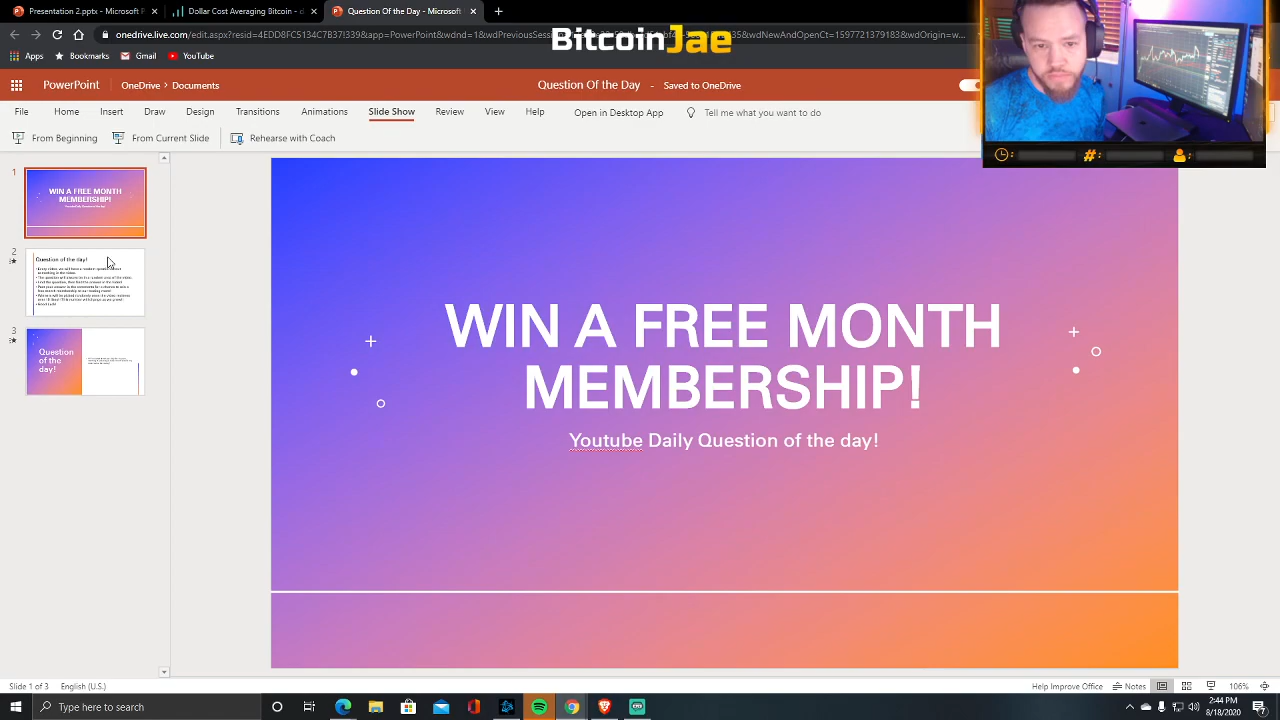 Presentation 2.pptx - Microsoft P
Dollar Cost Averaging Bitcoin
Question Of the Day - Microsoft
BitcoinJae
Apps
Bookmarks
Gmail
YouTube
PowerPoint
OneDrive > Documents
Question Of the Day - Saved to OneDrive
Home Insert Draw Design Transitions Animations Slide Show Review View Help Open in Desktop App Tell me what you want to do
From Beginning From Current Slide Rehearse with Coach
#:
1
WIN A FREE MONTH
MEMBERSHIP!
2
Question of the day!
3
Question
of the
day!
WIN A FREE MONTH
MEMBERSHIP!
Youtube Daily Question of the day!
Slide 1 of 3 English (U.S.)
Help Improve Office Notes 106%
Type here to search
2:44 PM
8/18/2020